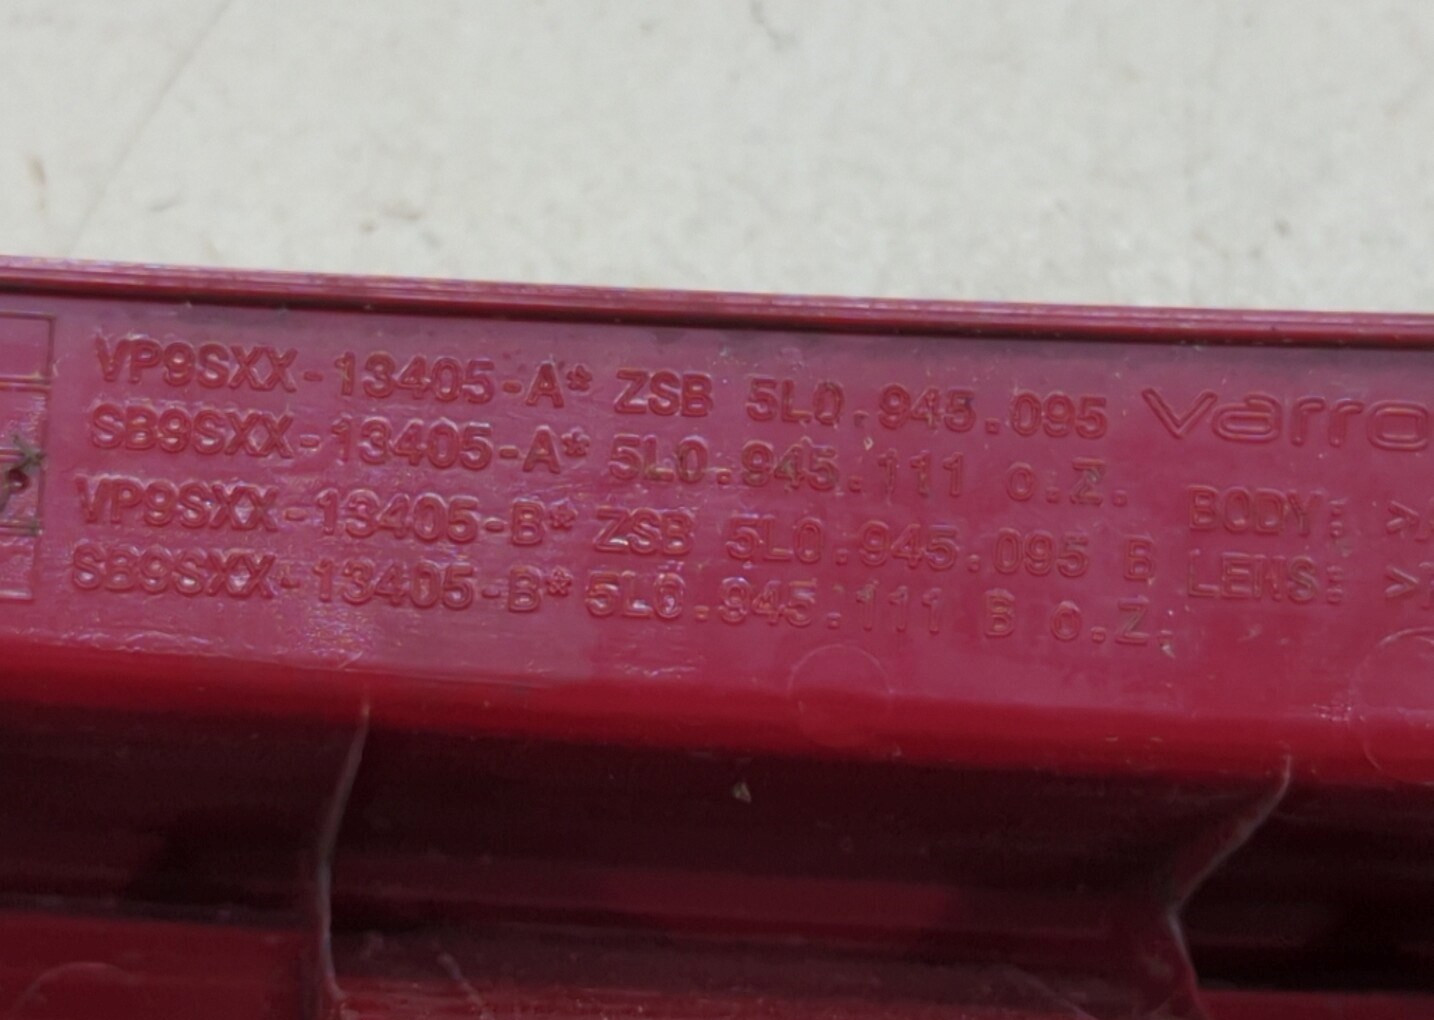 VP9SXX-13405-A* ZSB 5L0.945.095
SB9SXX-13405-A* 5L0.945.111 o.Z.
VP9SXX-13405-B* ZSB 5L0.945.095 B
SB9SXX-13405-B* 5L0.945.111 B o.Z.
varro
BODY: >
LENS: >